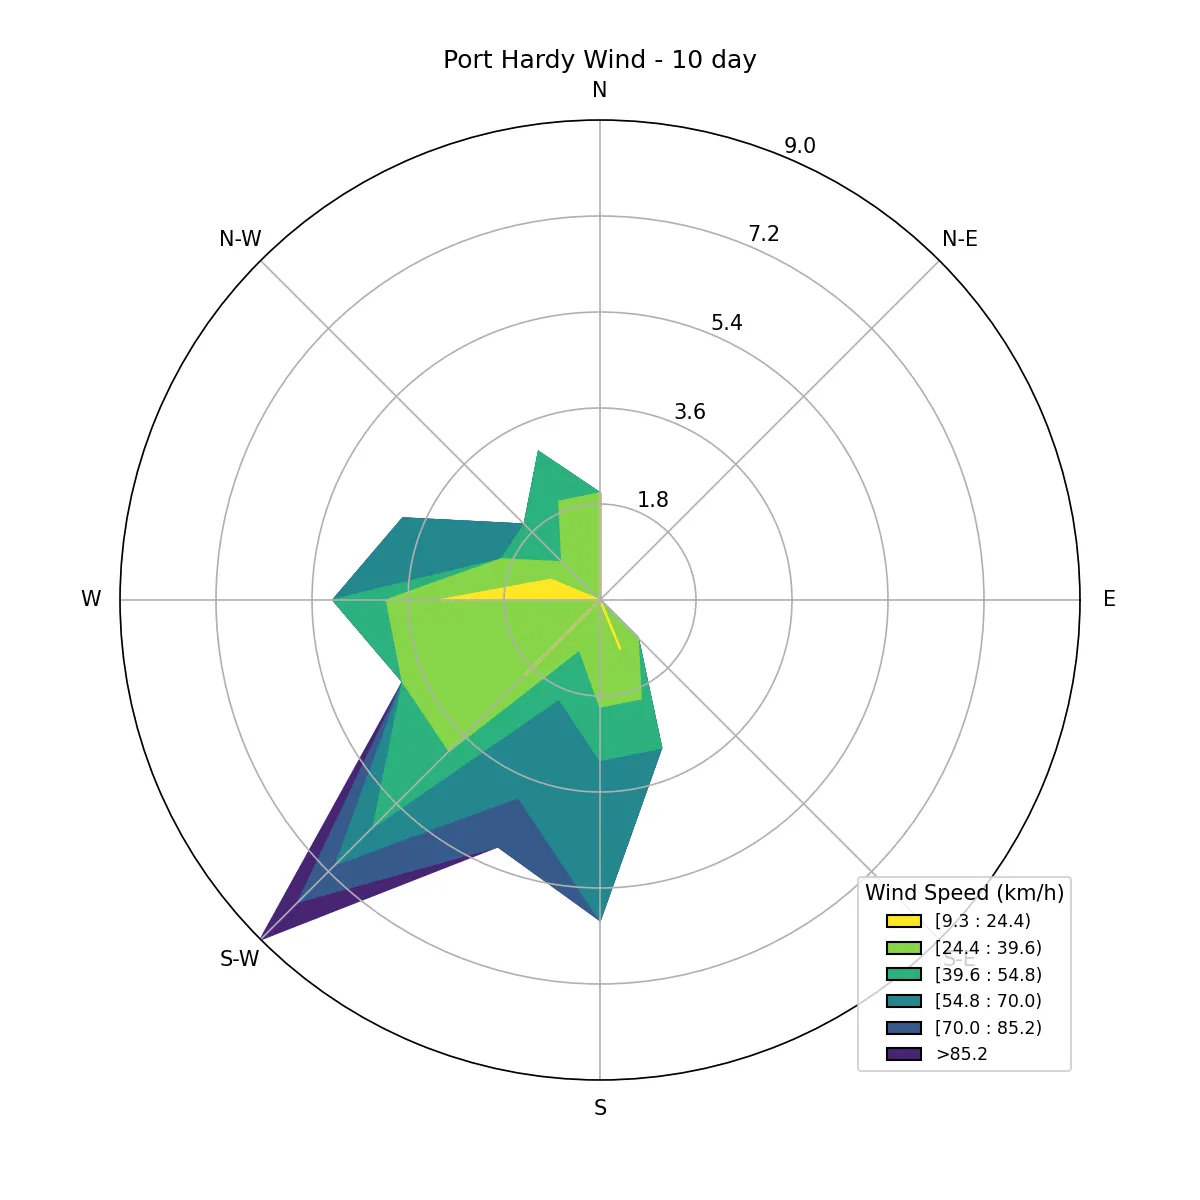 Port Hardy Wind - 10 day
N
9.0
N-W
N-E
7.2
5.4
3.6
1.8
W
E
S-W
S-E
S
Wind Speed (km/h)
[9.3 : 24.4)
[24.4 : 39.6)
[39.6 : 54.8)
[54.8 : 70.0)
[70.0 : 85.2)
>85.2